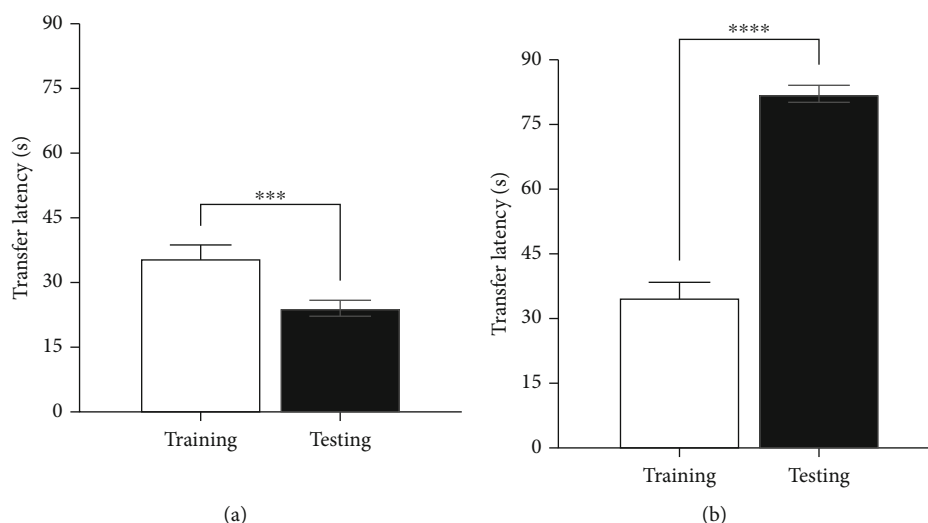 90
75
60
45
30
15
0
Transfer latency (s)
***
Training
Testing
(a)
90
75
60
45
30
15
0
Transfer latency (s)
****
Training
Testing
(b)